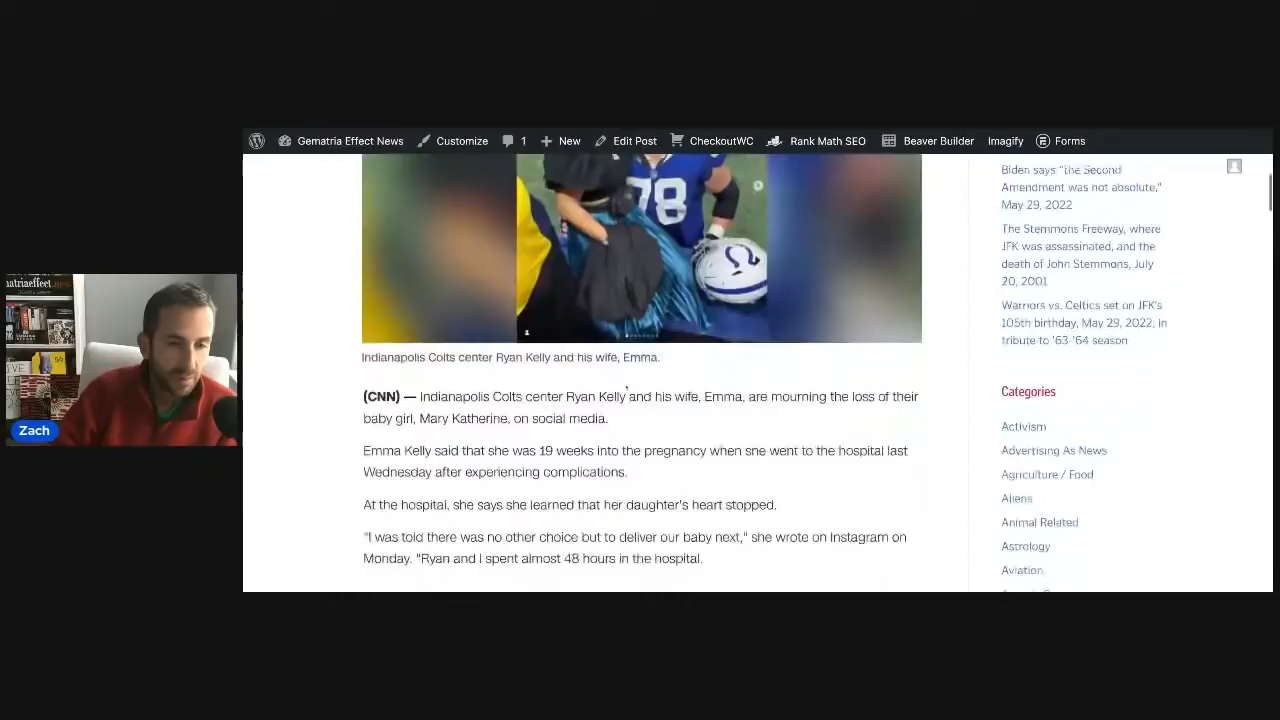 Gematria Effect News Customize 1 + New Edit Post CheckoutWC Rank Math SEO Beaver Builder Imagify Forms
Biden says "the Second
Amendment was not absolute,"
May 29, 2022
The Stemmons Freeway, where
JFK was assassinated, and the
death of John Stemmons, July
20, 2001
Warriors vs. Celtics set on JFK's
105th birthday, May 29, 2022, in
tribute to '63-'64 season
Categories
Activism
Advertising As News
Agriculture / Food
Aliens
Animal Related
Astrology
Aviation
78
Indianapolis Colts center Ryan Kelly and his wife, Emma.
(CNN) — Indianapolis Colts center Ryan Kelly and his wife, Emma, are mourning the loss of their
baby girl, Mary Katherine, on social media.
Emma Kelly said that she was 19 weeks into the pregnancy when she went to the hospital last
Wednesday after experiencing complications.
At the hospital, she says she learned that her daughter's heart stopped.
"I was told there was no other choice but to deliver our baby next," she wrote on Instagram on
Monday. "Ryan and I spent almost 48 hours in the hospital.
Zach